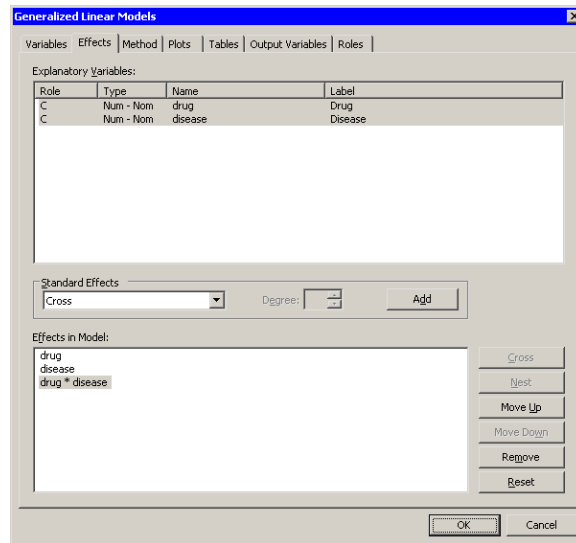 Generalized Linear Models
Variables Effects Method Plots Tables Output Variables Roles
Explanatory Variables:
Role Type Name Label
C Num - Nom drug Drug
C Num - Nom disease Disease
Standard Effects
Cross Degree: Add
Effects in Model:
drug
disease
drug * disease
Cross
Nest
Move Up
Move Down
Remove
Reset
OK Cancel